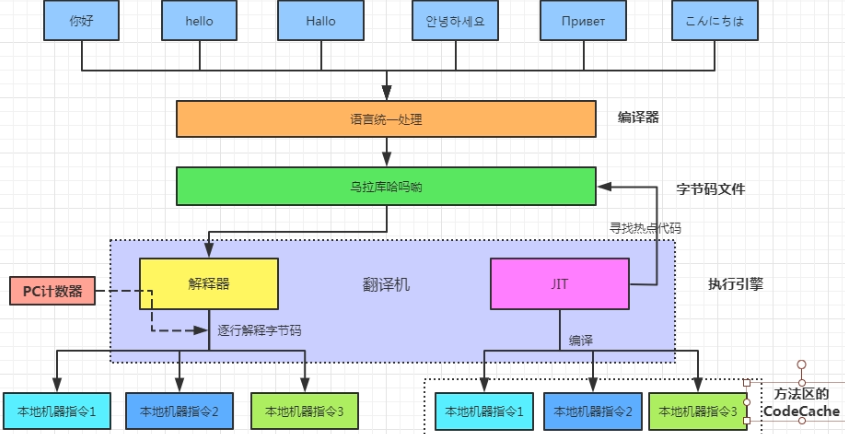 你好
hello
Hallo
안녕하세요
Привет
こんにちは
语言统一处理
编译器
乌拉库哈吗哟
字节码文件
寻找热点代码
解释器
翻译机
JIT
执行引擎
PC计数器
逐行解释字节码
编译
本地机器指令1
本地机器指令2
本地机器指令3
本地机器指令1
本地机器指令2
本地机器指令3
方法区的
CodeCache